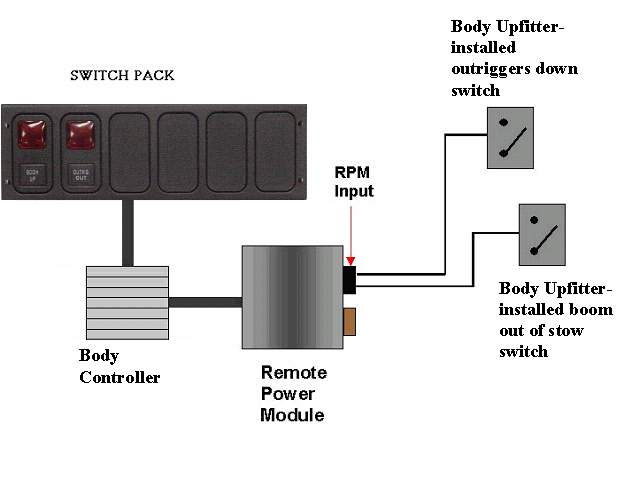 Body Upfitter-
installed
outriggers down
switch
SWITCH PACK
BOOM
UP
OUTRG
OUT
RPM
Input
Body
Controller
Remote
Power
Module
Body Upfitter-
installed boom
out of stow
switch